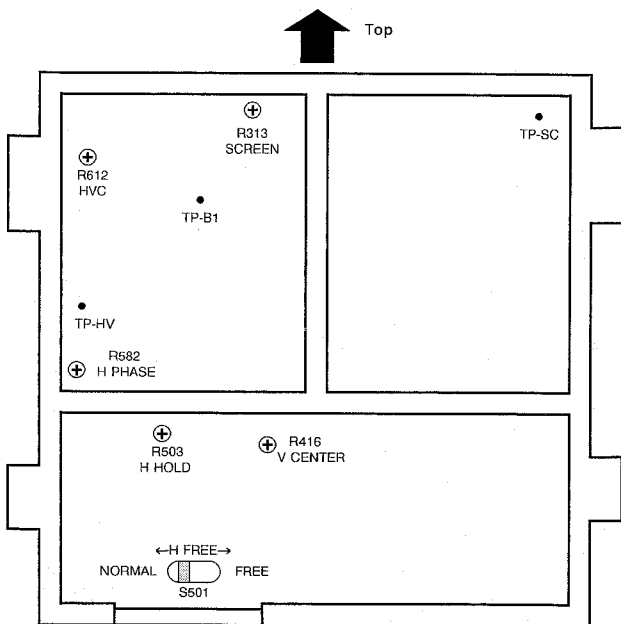 Top
R313
SCREEN
TP-SC
R612
HVC
TP-B1
TP-HV
R582
H PHASE
R503
H HOLD
R416
V CENTER
←H FREE→
NORMAL
FREE
S501